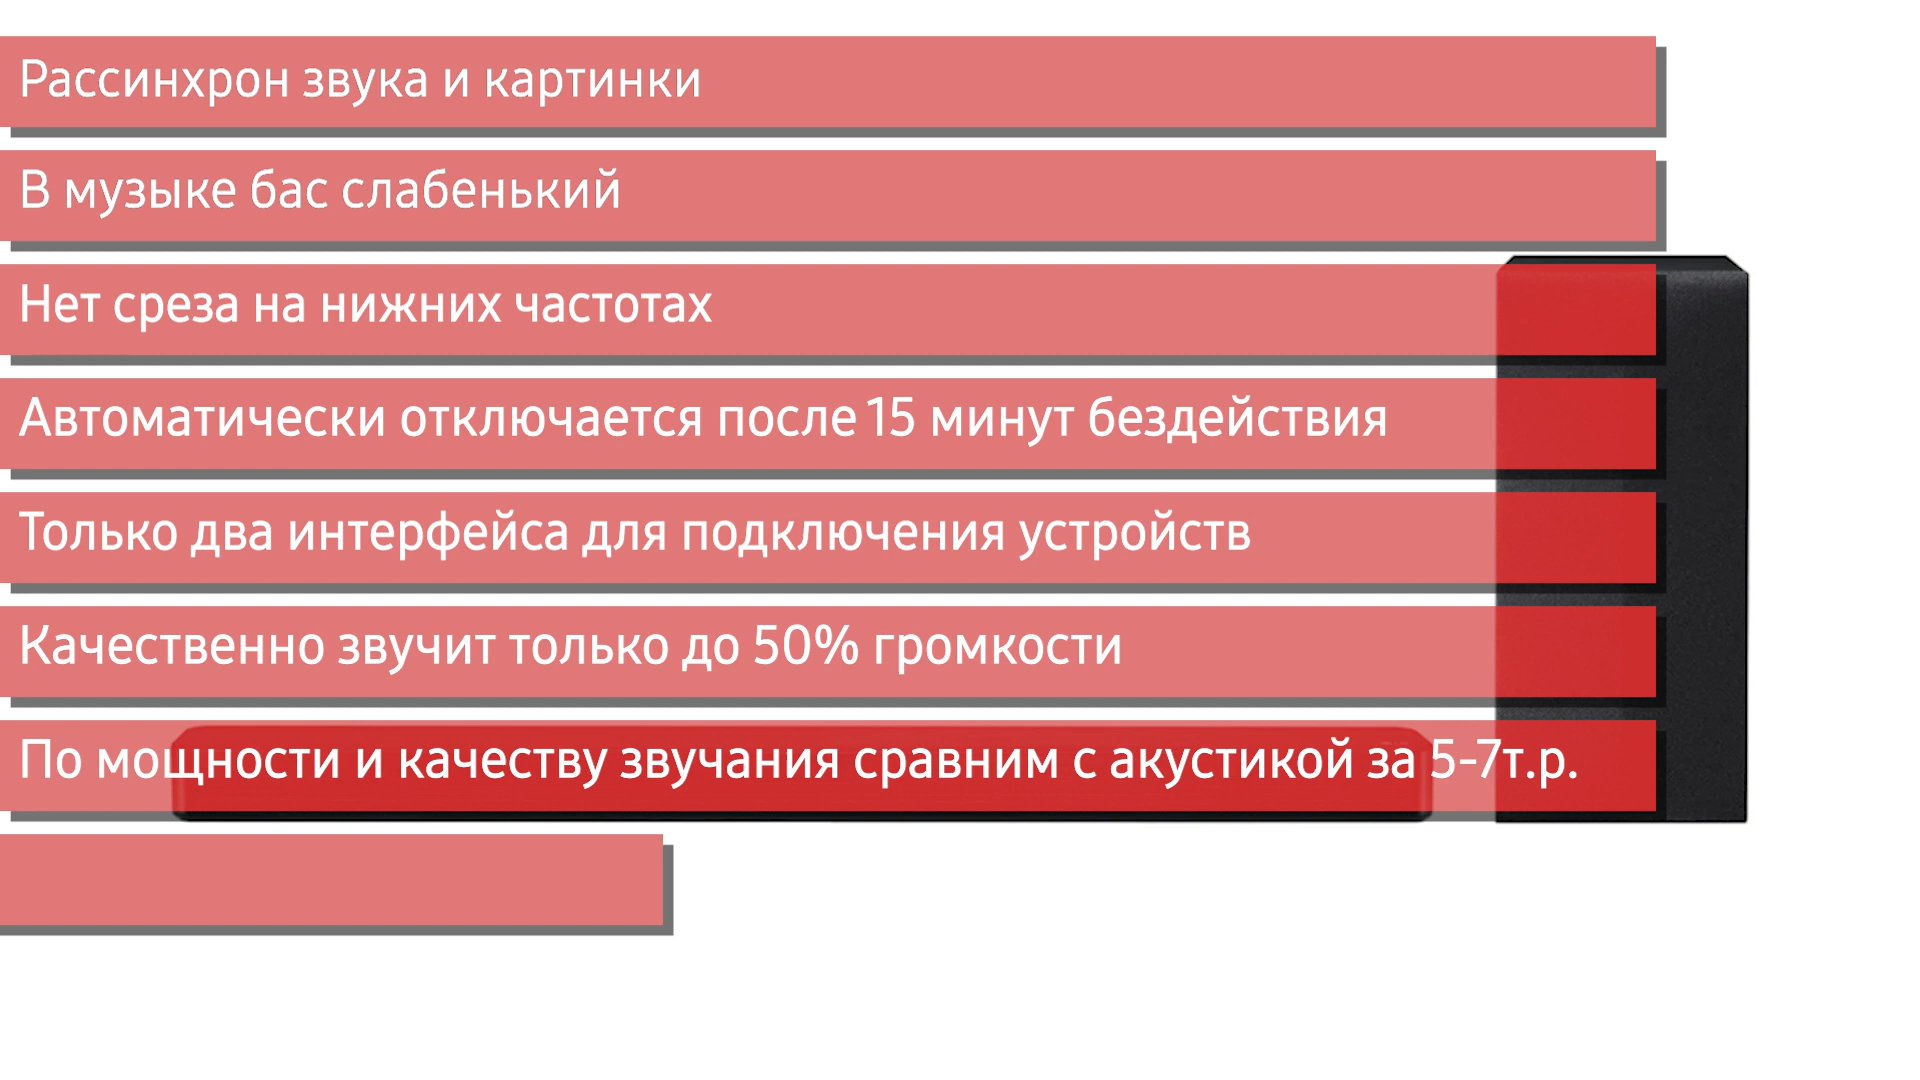 Рассинхрон звука и картинки
В музыке бас слабенький
Нет среза на нижних частотах
Автоматически отключается после 15 минут бездействия
Только два интерфейса для подключения устройств
Качественно звучит только до 50% громкости
По мощности и качеству звучания сравним с акустикой за 5-7т.р.